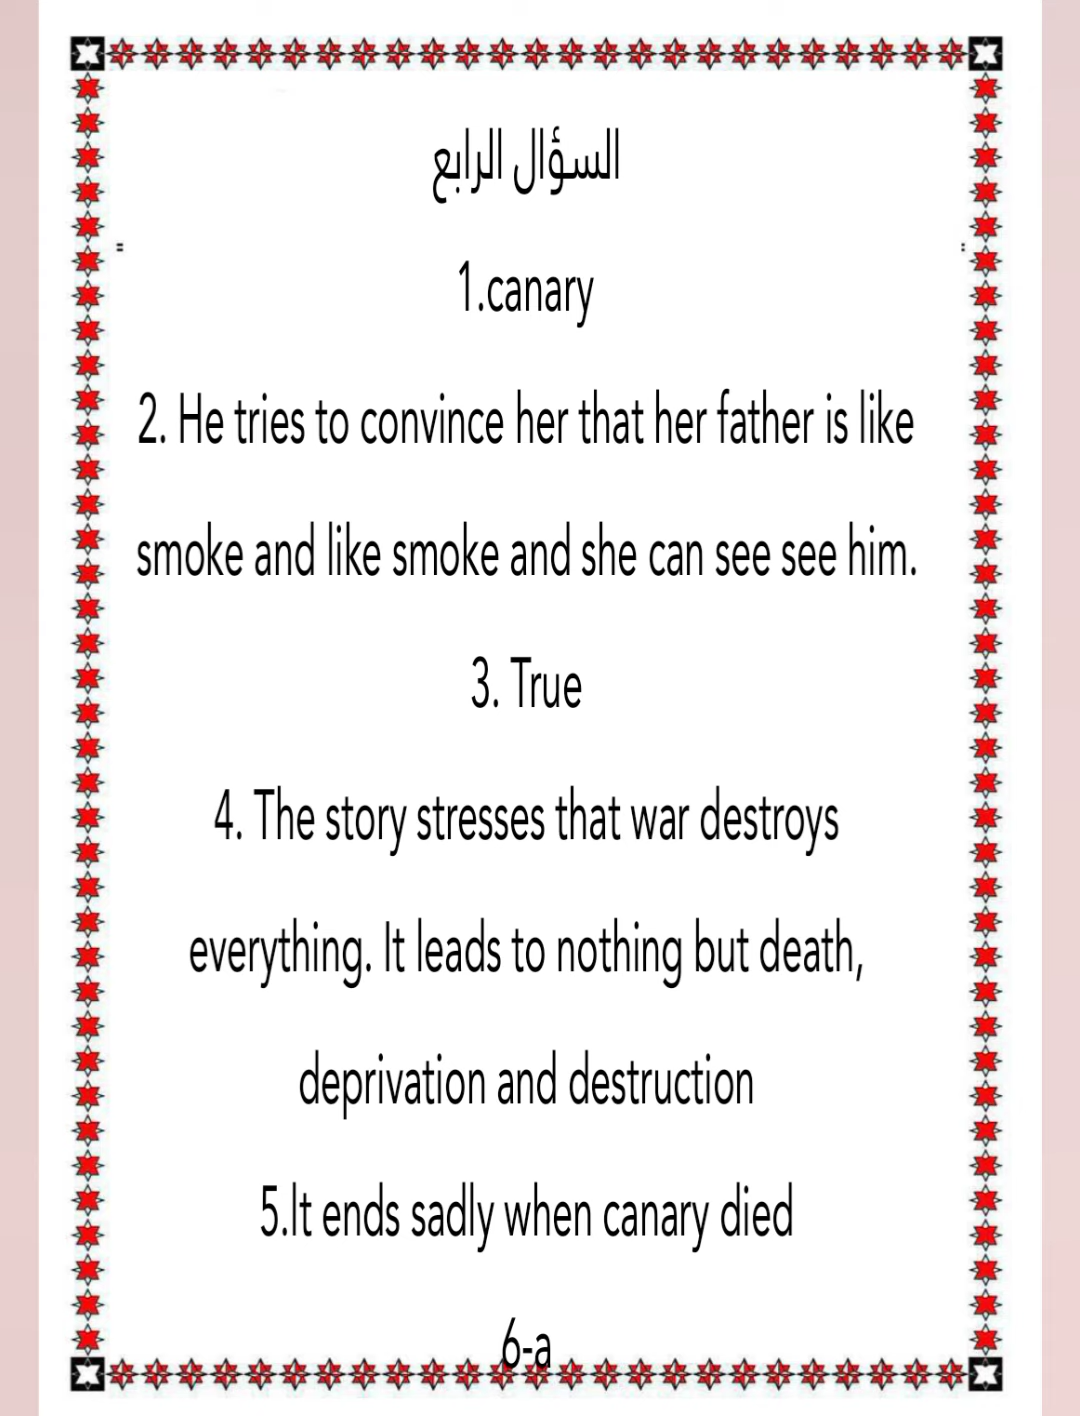 السؤال الرابع
1.canary
2. He tries to convince her that her father is like
smoke and like smoke and she can see see him.
3. True
4. The story stresses that war destroys
everything. It leads to nothing but death,
deprivation and destruction
5.It ends sadly when canary died
6-a